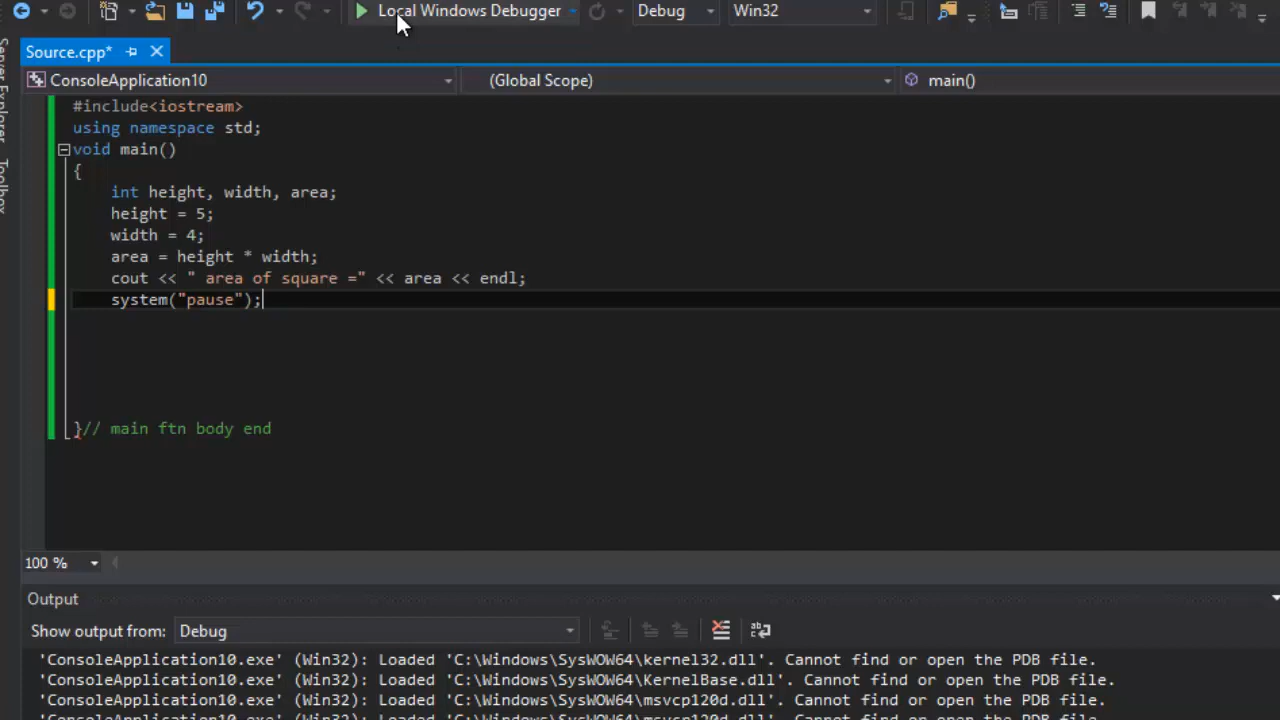 Local Windows Debugger Debug Win32
Server Explorer
Toolbox
Source.cpp*
ConsoleApplication10 (Global Scope) main()
#include<iostream>
using namespace std;
void main()
{
int height, width, area;
height = 5;
width = 4;
area = height * width;
cout << " area of square =" << area << endl;
system("pause");
}// main ftn body end
100 %
Output
Show output from: Debug
'ConsoleApplication10.exe' (Win32): Loaded 'C:\Windows\SysWOW64\kernel32.dll'. Cannot find or open the PDB file.
'ConsoleApplication10.exe' (Win32): Loaded 'C:\Windows\SysWOW64\KernelBase.dll'. Cannot find or open the PDB file.
'ConsoleApplication10.exe' (Win32): Loaded 'C:\Windows\SysWOW64\msvcp120d.dll'. Cannot find or open the PDB file.